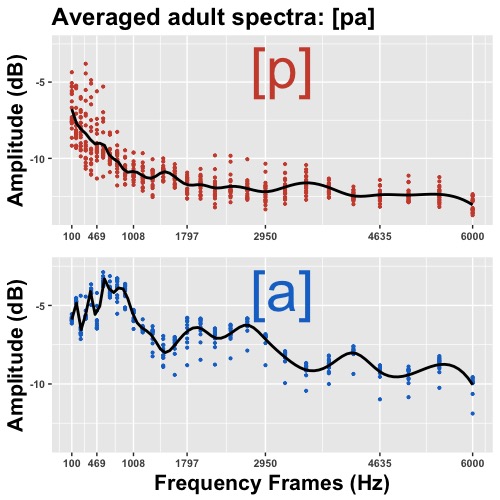 Averaged adult spectra: [pa]
[p]
Amplitude (dB)
-5
-10
100 469 1008 1797 2950 4635 6000
[a]
Amplitude (dB)
-5
-10
100 469 1008 1797 2950 4635 6000
Frequency Frames (Hz)